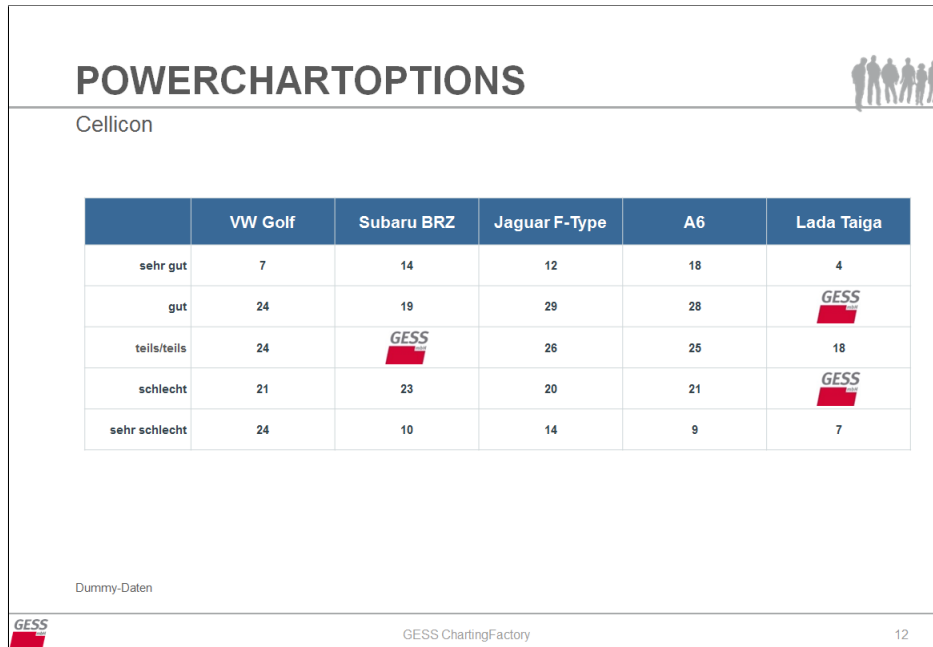 POWERCHARTOPTIONS
Cellicon
VW Golf Subaru BRZ Jaguar F-Type A6 Lada Taiga
sehr gut 7 14 12 18 4
gut 24 19 29 28 GESS
teils/teils 24 GESS 26 25 18
schlecht 21 23 20 21 GESS
sehr schlecht 24 10 14 9 7
Dummy-Daten
GESS GESS ChartingFactory 12